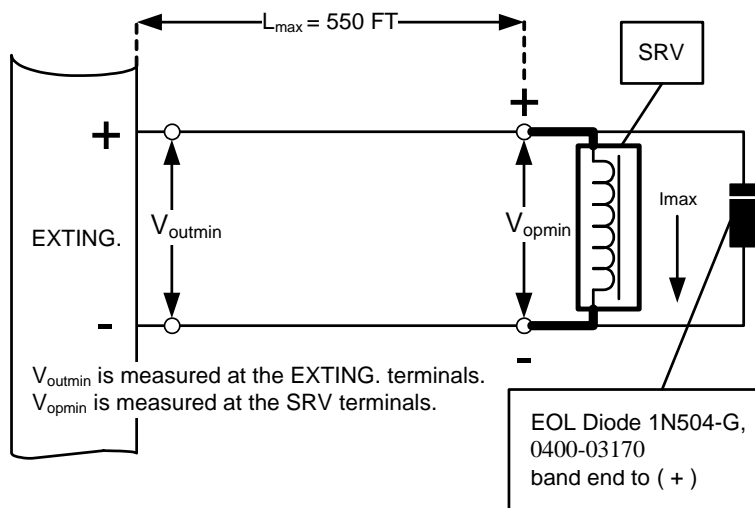 Lmax = 550 FT
SRV
+
+
EXTING.
Voutmin
Vopmin
Imax
-
-
Voutmin is measured at the EXTING. terminals.
Vopmin is measured at the SRV terminals.
EOL Diode 1N504-G,
0400-03170
band end to ( + )